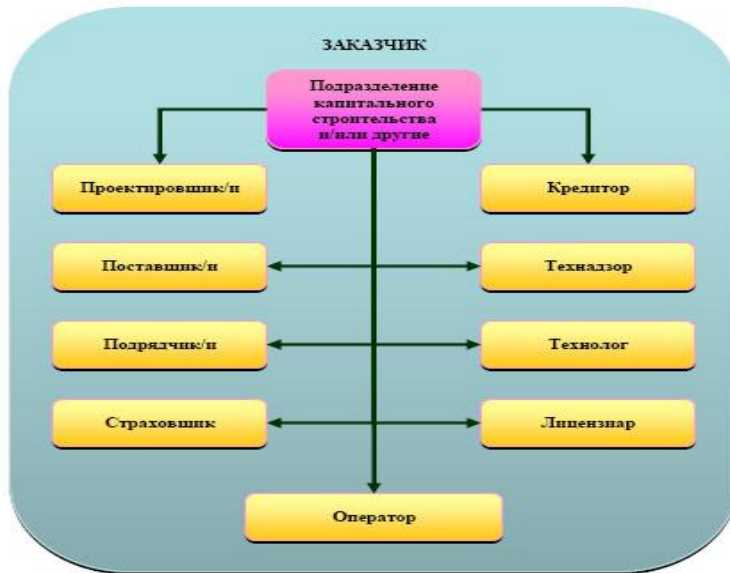 ЗАКАЗЧИК
Подразделение
капитального
строительства
и/или другие
Проектировщик/и
Кредитор
Поставщик/и
Технадзор
Подрядчик/и
Технолог
Страховщик
Лицензиар
Оператор